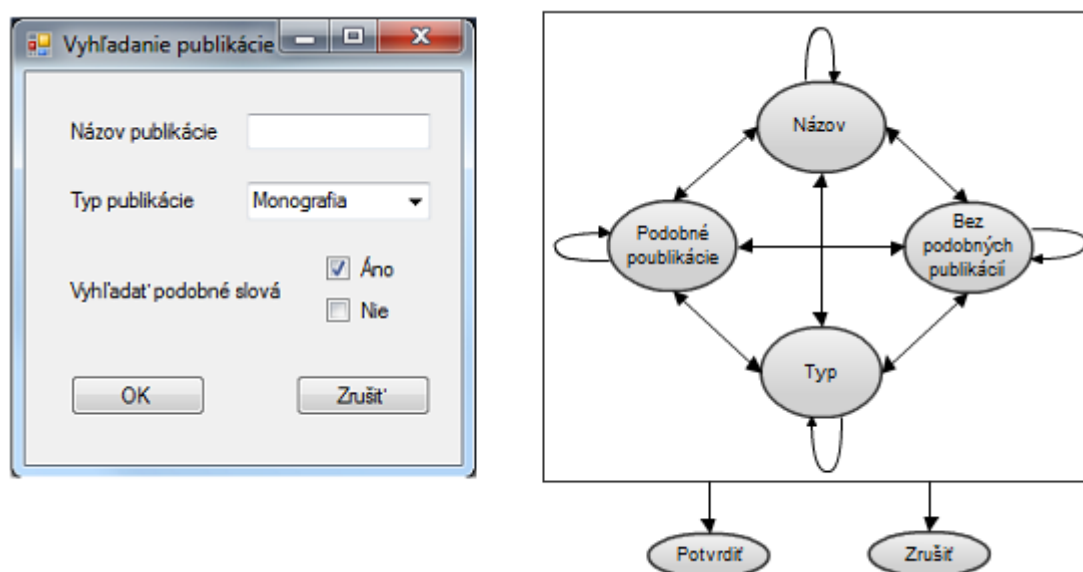 Vyhľadanie publikácie
Názov publikácie
Typ publikácie Monografia
Áno
Vyhľadať podobné slová
Nie
OK Zrušiť
Názov
Podobné
poublikácie
Bez
podobných
publikácií
Typ
Potvrdiť Zrušiť